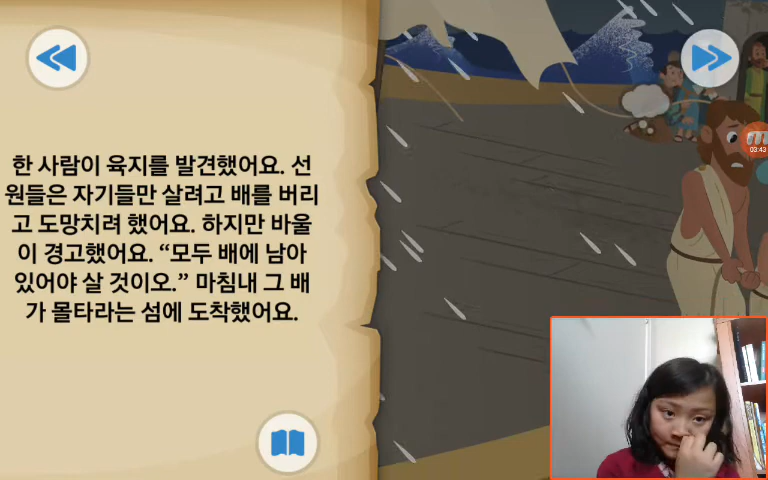 한 사람이 육지를 발견했어요. 선
원들은 자기들만 살려고 배를 버리
고 도망치려 했어요. 하지만 바울
이 경고했어요. “모두 배에 남아
있어야 살 것이오.” 마침내 그 배
가 몰타라는 섬에 도착했어요.
03:43